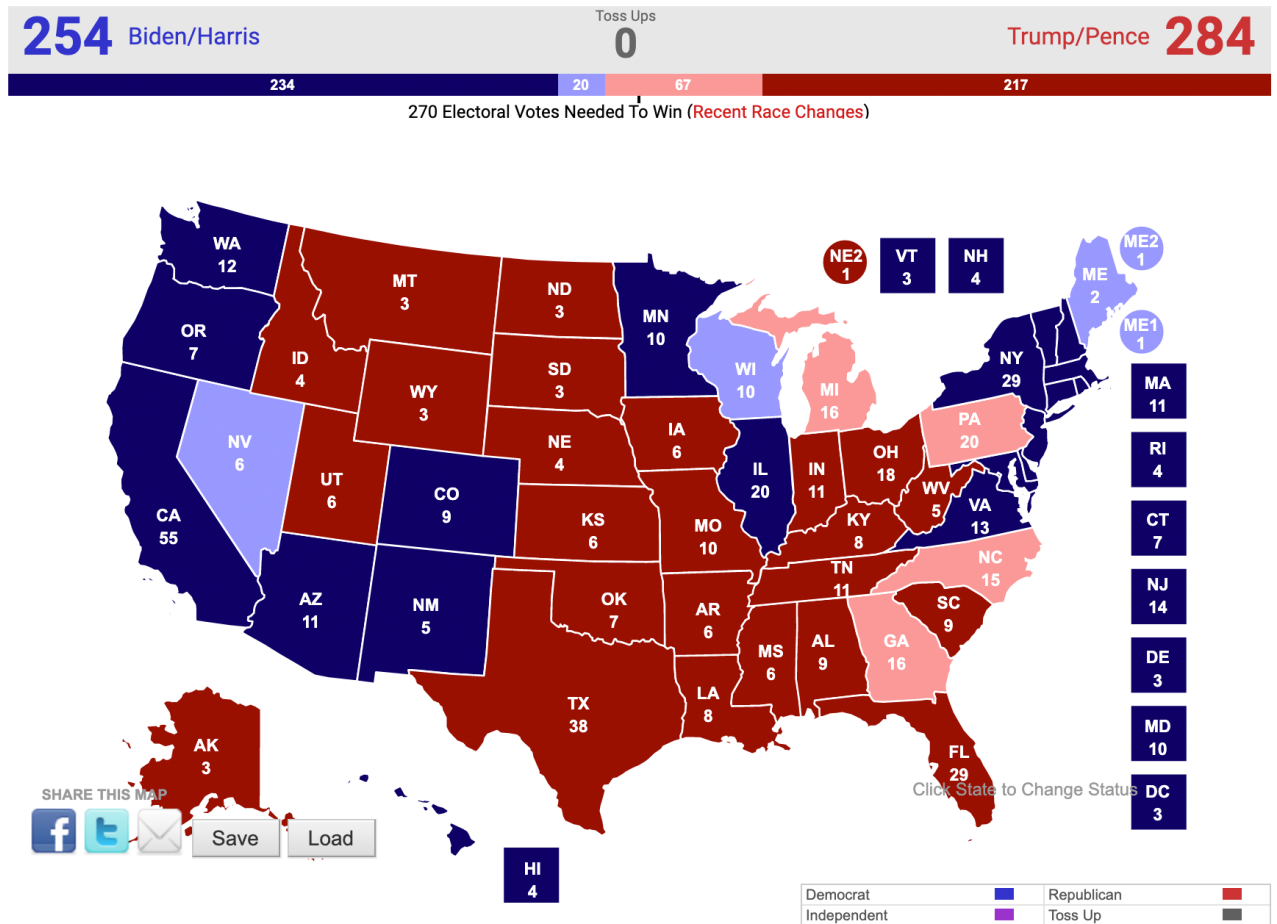 254 Biden/Harris
Toss Ups
0
Trump/Pence 284
234 20 67 217
270 Electoral Votes Needed To Win (Recent Race Changes)
WA
12
OR
7
CA
55
NV
6
ID
4
MT
3
WY
3
UT
6
CO
9
AZ
11
NM
5
ND
3
SD
3
NE
4
KS
6
OK
7
TX
38
MN
10
IA
6
MO
10
AR
6
LA
8
WI
10
IL
20
MI
16
IN
11
OH
18
KY
8
TN
11
MS
6
AL
9
GA
16
FL
29
SC
9
NC
15
VA
13
WV
5
PA
20
NY
29
ME
2
NE2
1
VT
3
NH
4
ME2
1
ME1
1
MA
11
RI
4
CT
7
NJ
14
DE
3
MD
10
DC
3
AK
3
HI
4
Click State to Change Status
SHARE THIS MAP
f
t
Save
Load
Democrat
Republican
Independent
Toss Up